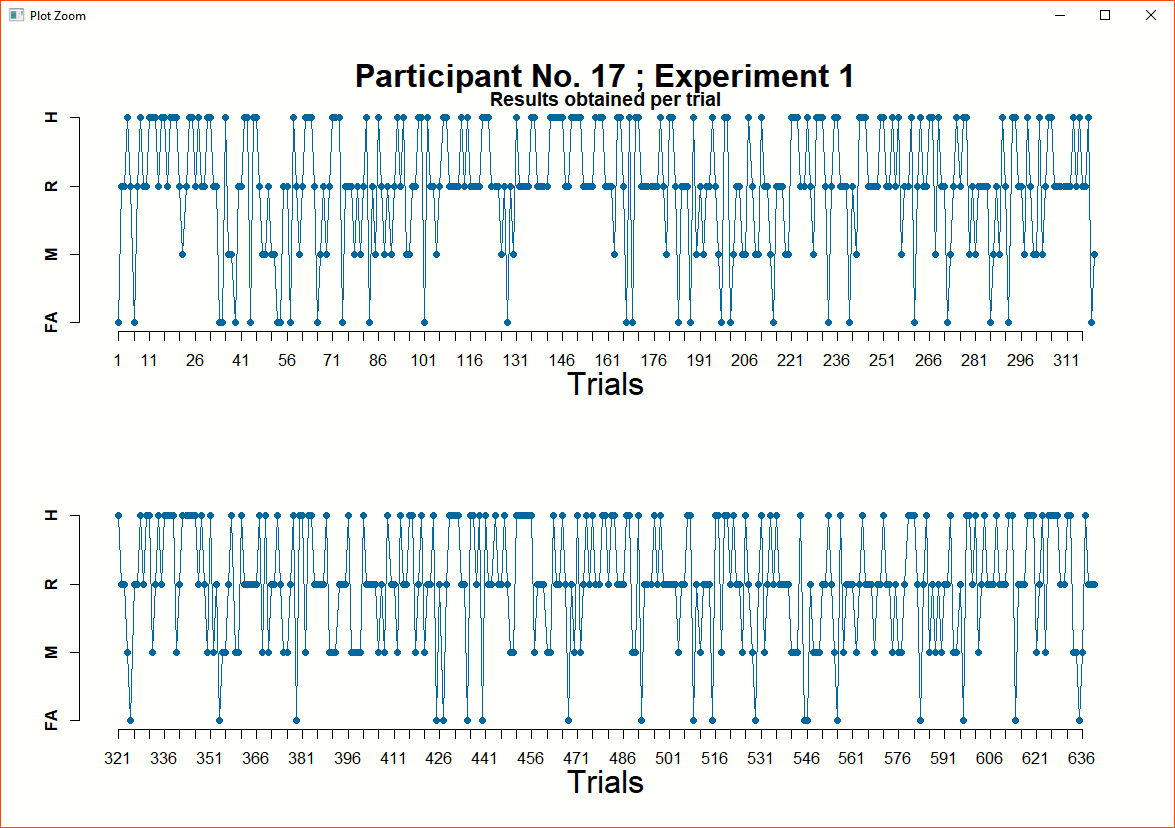 Plot Zoom
Participant No. 17 ; Experiment 1
Results obtained per trial
H
R
M
FA
1 11 26 41 56 71 86 101 116 131 146 161 176 191 206 221 236 251 266 281 296 311
Trials
H
R
M
FA
321 336 351 366 381 396 411 426 441 456 471 486 501 516 531 546 561 576 591 606 621 636
Trials